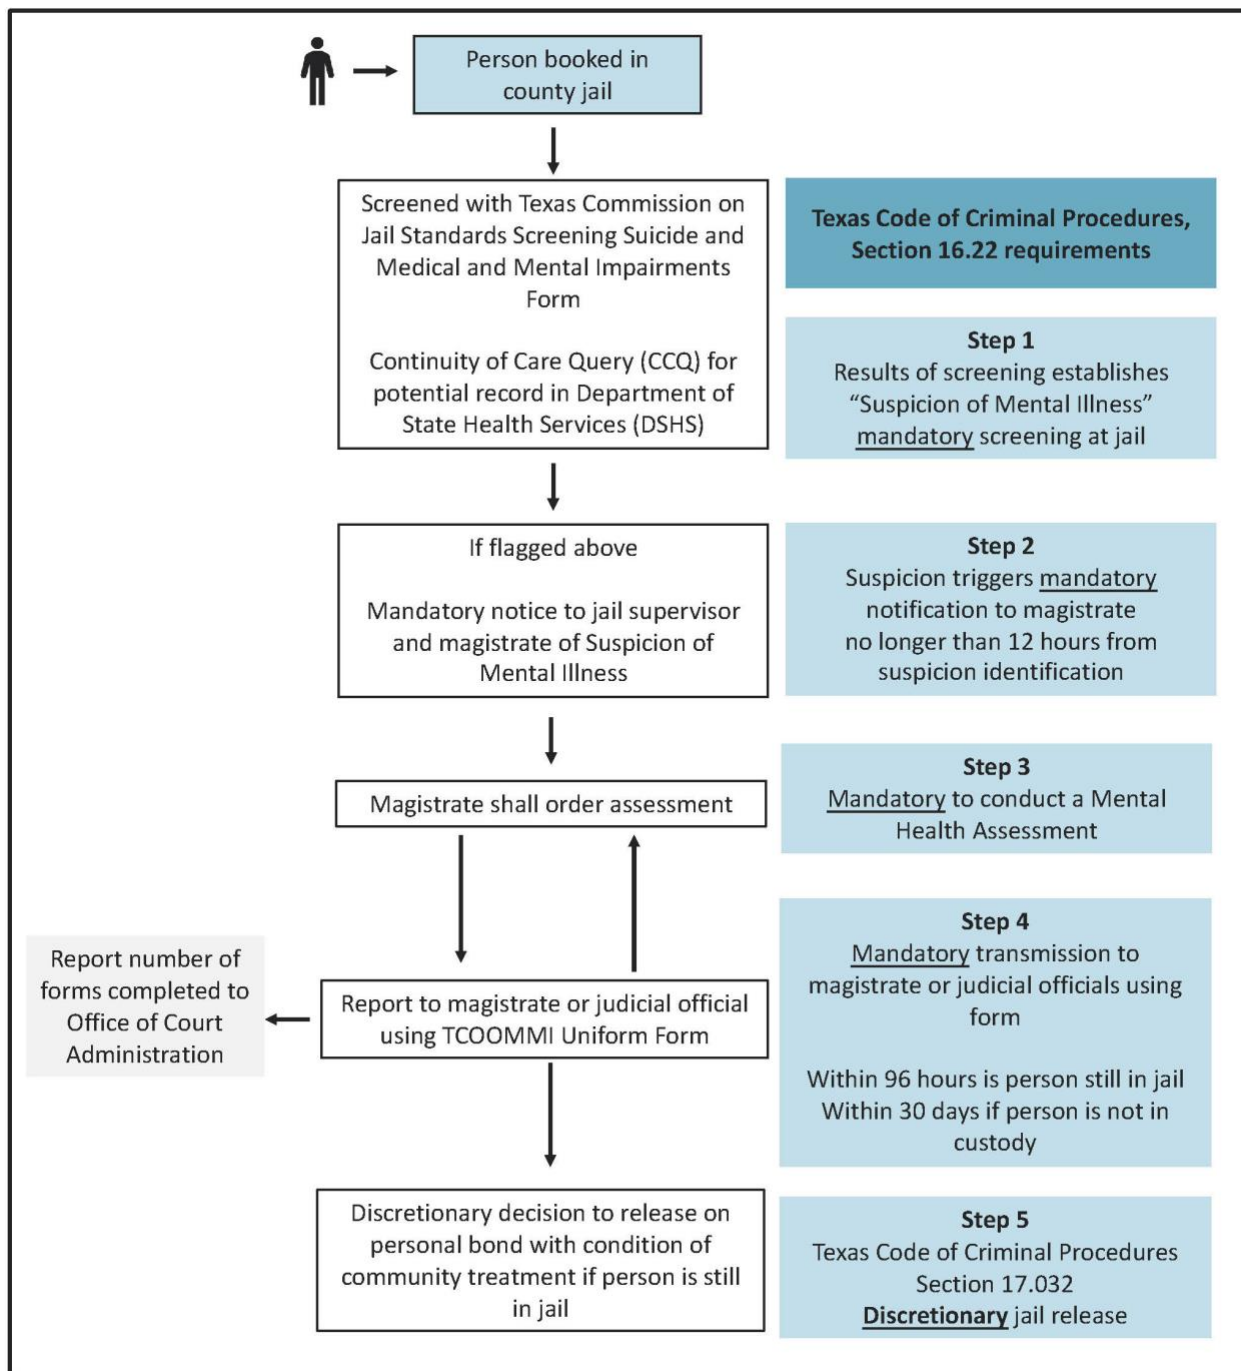 Person booked in
county jail
Screened with Texas Commission on
Jail Standards Screening Suicide and
Medical and Mental Impairments
Form
Continuity of Care Query (CCQ) for
potential record in Department of
State Health Services (DSHS)
Texas Code of Criminal Procedures,
Section 16.22 requirements
Step 1
Results of screening establishes
“Suspicion of Mental Illness”
mandatory screening at jail
If flagged above
Mandatory notice to jail supervisor
and magistrate of Suspicion of
Mental Illness
Step 2
Suspicion triggers mandatory
notification to magistrate
no longer than 12 hours from
suspicion identification
Magistrate shall order assessment
Step 3
Mandatory to conduct a Mental
Health Assessment
Report number of
forms completed to
Office of Court
Administration
Report to magistrate or judicial official
using TCOOMMI Uniform Form
Step 4
Mandatory transmission to
magistrate or judicial officials using
form
Within 96 hours is person still in jail
Within 30 days if person is not in
custody
Discretionary decision to release on
personal bond with condition of
community treatment if person is still
in jail
Step 5
Texas Code of Criminal Procedures
Section 17.032
Discretionary jail release